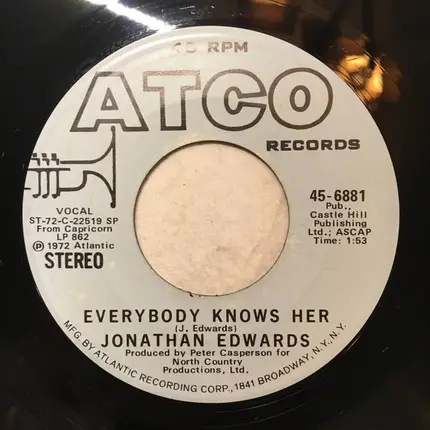 45 RPM
ATCO
RECORDS
VOCAL
ST-72-C-22519 SP
From Capricorn
LP 862
Ⓟ 1972 Atlantic
STEREO
45-6881
Pub.,
Castle Hill
Publishing
Ltd.; ASCAP
Time: 1:53
EVERYBODY KNOWS HER
(J. Edwards)
JONATHAN EDWARDS
Produced by Peter Casperson for
North Country
Productions, Ltd.
MFG. BY ATLANTIC RECORDING CORP., 1841 BROADWAY, N.Y., N.Y.